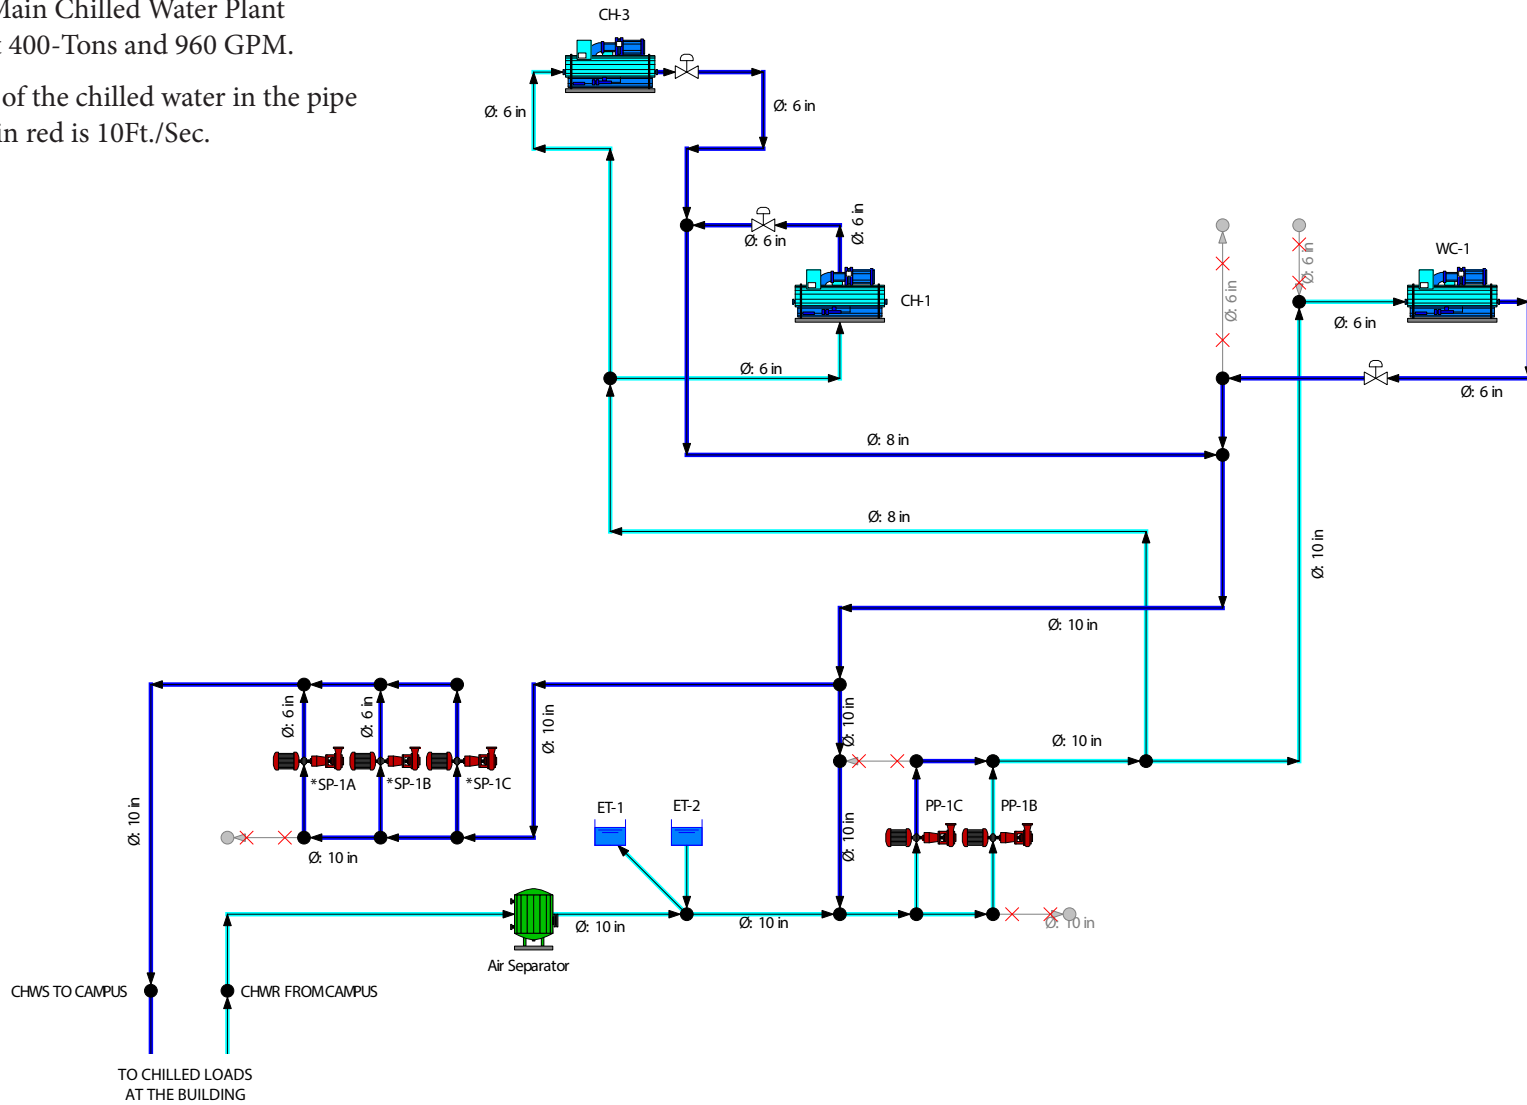 Main Chilled Water Plant
400-Tons and 960 GPM.
of the chilled water in the pipe
in red is 10Ft./Sec.
CH-3
Ø: 6 in
Ø: 6 in
Ø: 6 in
Ø: 6 in
CH-1
Ø: 6 in
Ø: 6 in
Ø: 6 in
WC-1
Ø: 6 in
Ø: 6 in
Ø: 8 in
Ø: 8 in
Ø: 10 in
Ø: 10 in
Ø: 10 in
Ø: 10 in
Ø: 10 in
Ø: 6 in
Ø: 6 in
*SP-1A
*SP-1B
*SP-1C
Ø: 10 in
Ø: 10 in
ET-1
ET-2
Ø: 10 in
PP-1C
PP-1B
Ø: 10 in
Ø: 10 in
Ø: 10 in
Air Separator
CHWS TO CAMPUS
CHWR FROM CAMPUS
TO CHILLED LOADS
AT THE BUILDING